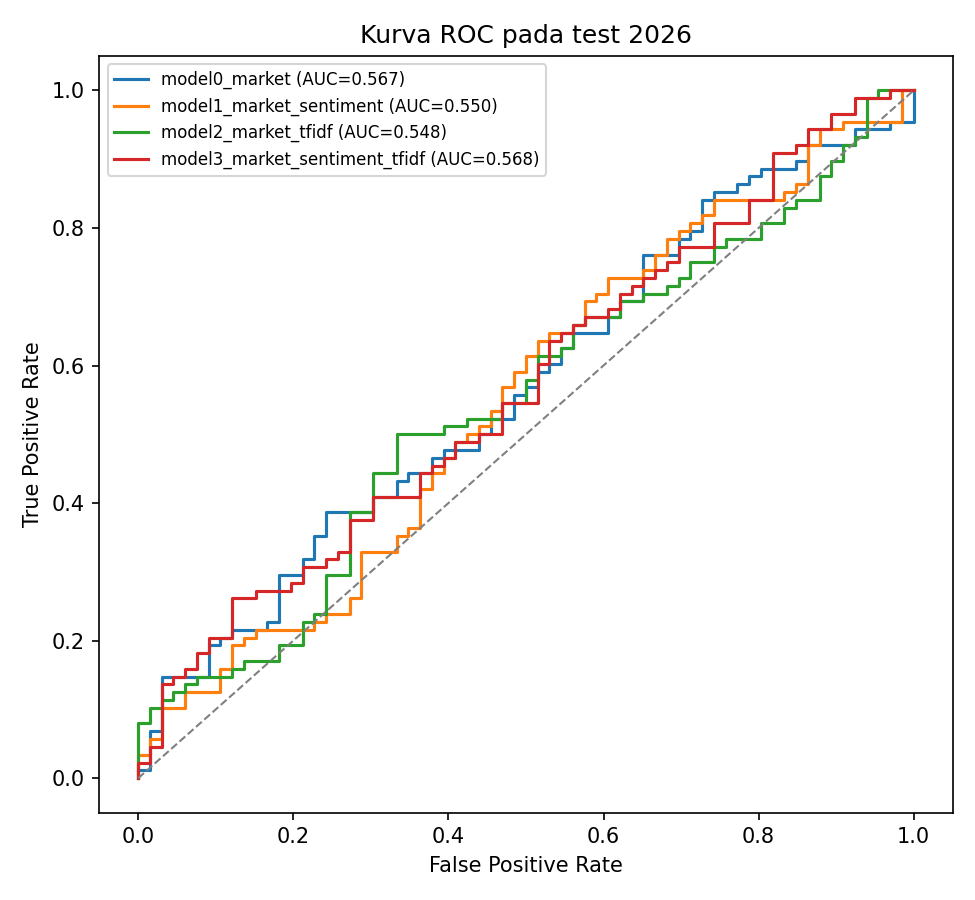 Kurva ROC pada test 2026
model0_market (AUC=0.567)
model1_market_sentiment (AUC=0.550)
model2_market_tfidf (AUC=0.548)
model3_market_sentiment_tfidf (AUC=0.568)
True Positive Rate
1.0
0.8
0.6
0.4
0.2
0.0
0.0 0.2 0.4 0.6 0.8 1.0
False Positive Rate